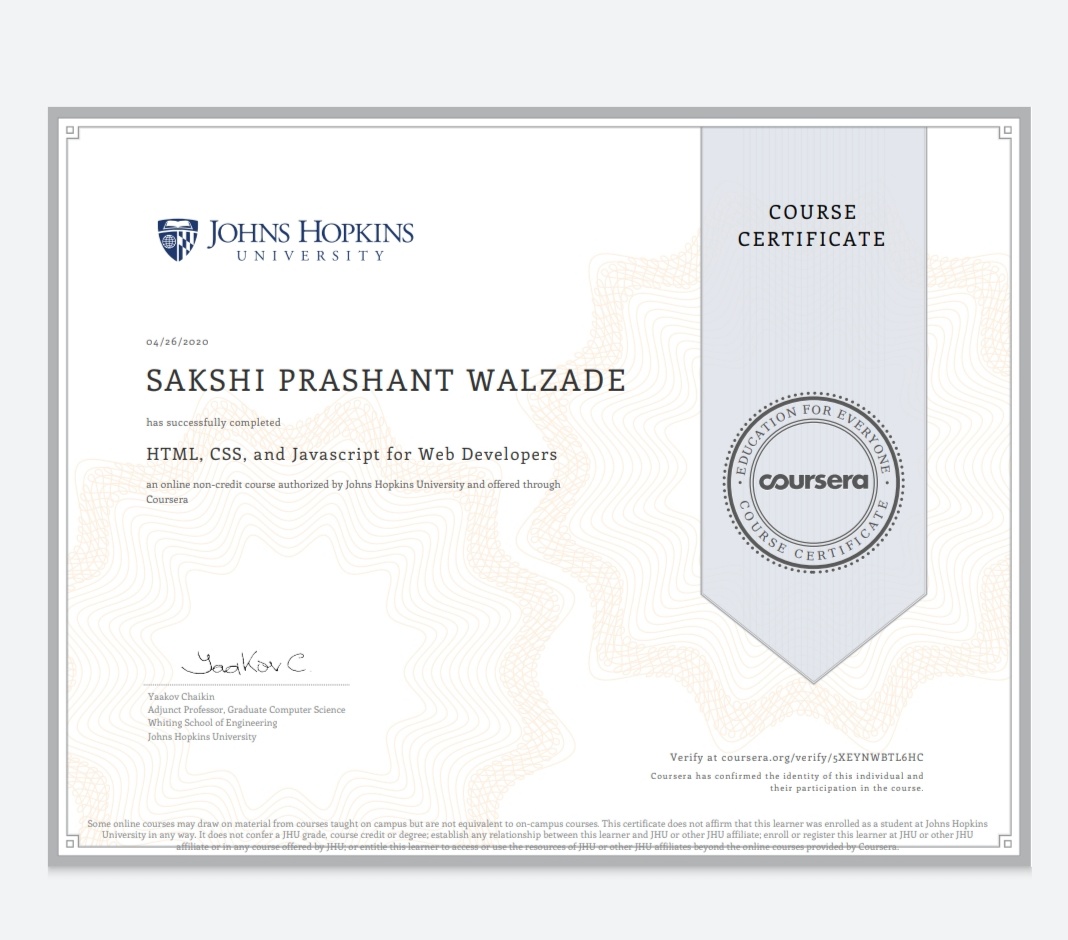 COURSE
CERTIFICATE
JOHNS HOPKINS
UNIVERSITY
04/26/2020
SAKSHI PRASHANT WALZADE
has successfully completed
HTML, CSS, and Javascript for Web Developers
an online non-credit course authorized by Johns Hopkins University and offered through
Coursera
EDUCATION FOR EVERYONE
coursera
COURSE CERTIFICATE
Yaakov C
Yaakov Chaikin
Adjunct Professor, Graduate Computer Science
Whiting School of Engineering
Johns Hopkins University
Verify at coursera.org/verify/5XEYNWBTL6HC
Coursera has confirmed the identity of this individual and
their participation in the course.
Some online courses may draw on material from courses taught on campus but are not equivalent to on-campus courses. This certificate does not affirm that this learner was enrolled as a student at Johns Hopkins
University in any way. It does not confer a JHU grade, course credit or degree; establish any relationship between this learner and JHU or other JHU affiliate; enroll or register this learner at JHU or other JHU
affiliate or in any course offered by JHU; or entitle this learner to access or use the resources of JHU or other JHU affiliates beyond the online courses provided by Coursera.